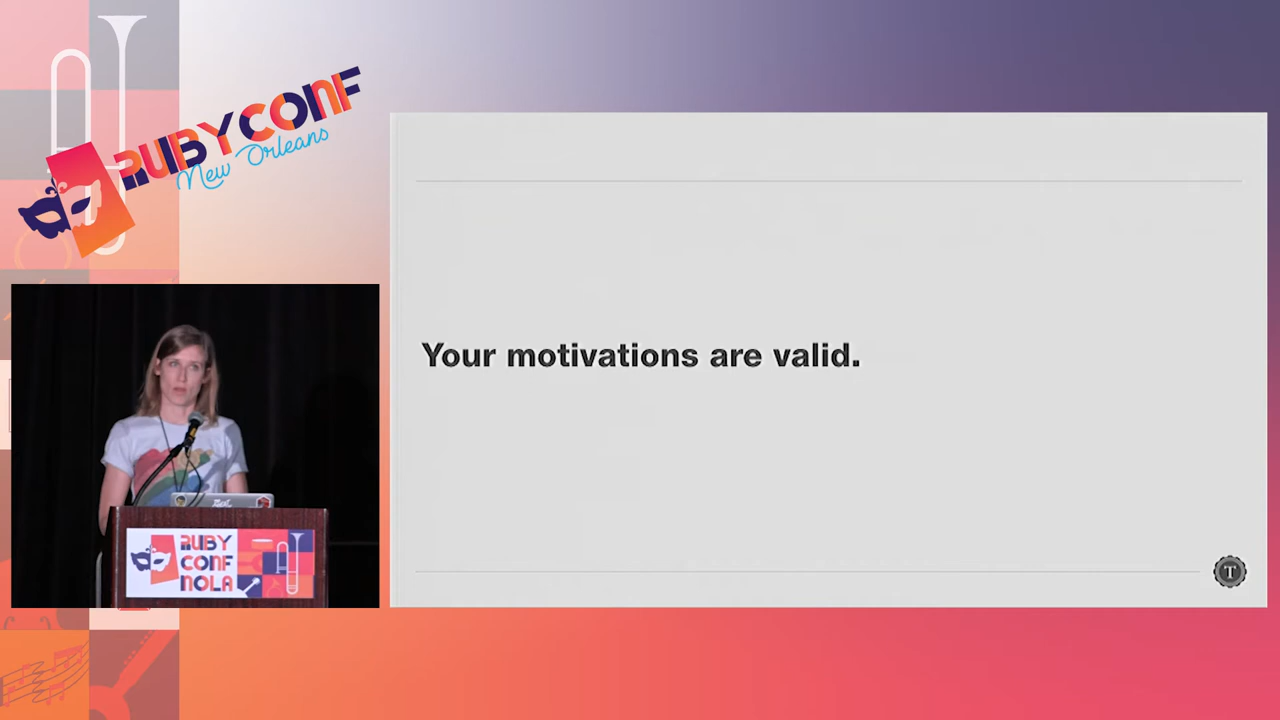 RUBYCONF
New Orleans
Your motivations are valid.
T
RUBY
CONF
NOLA